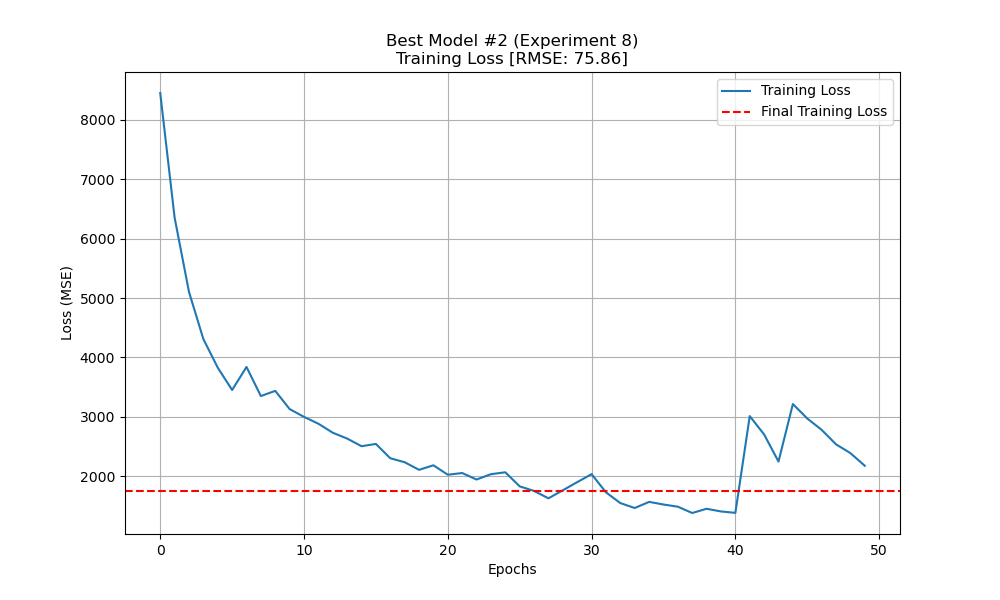 Best Model #2 (Experiment 8)
Training Loss [RMSE: 75.86]
Training Loss
Final Training Loss
Loss (MSE)
8000
7000
6000
5000
4000
3000
2000
0 10 20 30 40 50
Epochs